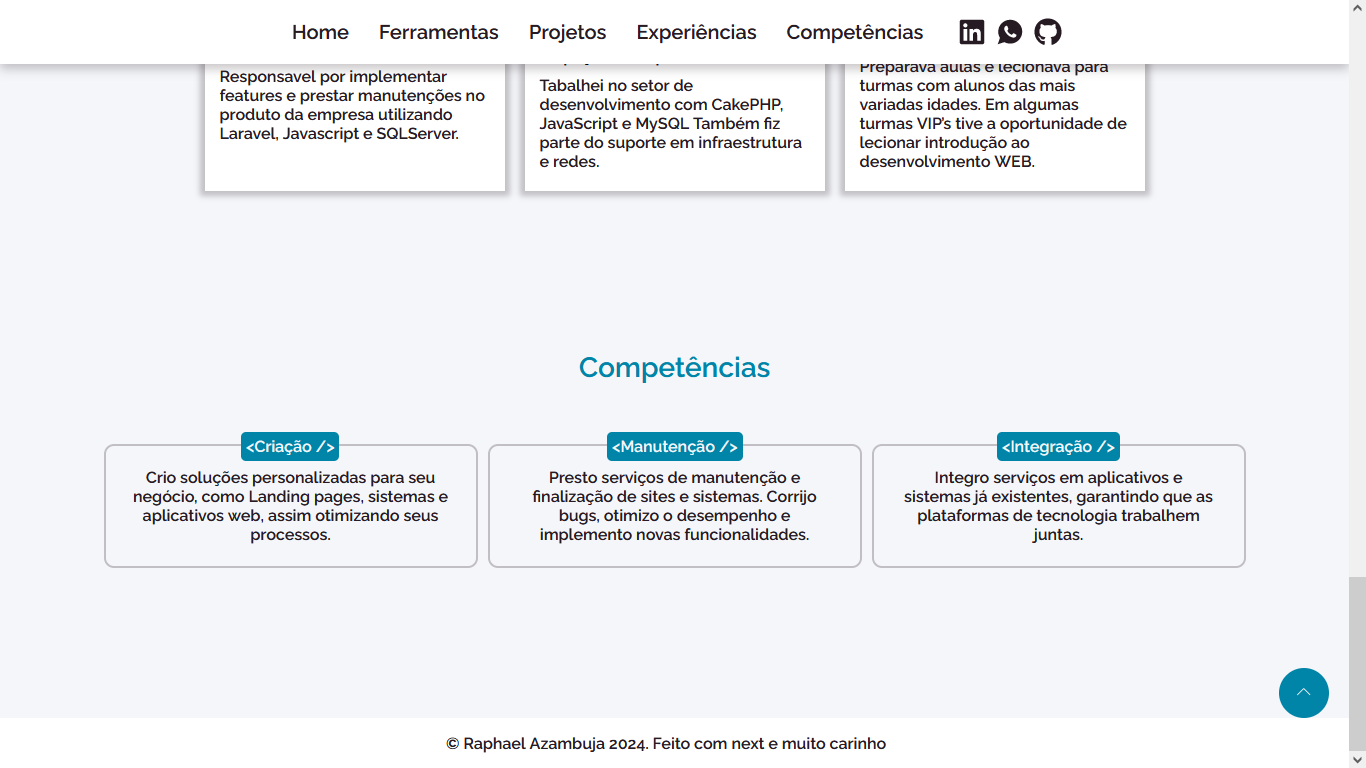 Home Ferramentas Projetos Experiências Competências
Responsavel por implementar
features e prestar manutenções no
produto da empresa utilizando
Laravel, Javascript e SQLServer.
Tabalhei no setor de
desenvolvimento com CakePHP,
JavaScript e MySQL Também fiz
parte do suporte em infraestrutura
e redes.
Preparava aulas e lecionava para
turmas com alunos das mais
variadas idades. Em algumas
turmas VIP's tive a oportunidade de
lecionar introdução ao
desenvolvimento WEB.
Competências
<Criação />
Crio soluções personalizadas para seu
negócio, como Landing pages, sistemas e
aplicativos web, assim otimizando seus
processos.
<Manutenção />
Presto serviços de manutenção e
finalização de sites e sistemas. Corrijo
bugs, otimizo o desempenho e
implemento novas funcionalidades.
<Integração />
Integro serviços em aplicativos e
sistemas já existentes, garantindo que as
plataformas de tecnologia trabalhem
juntas.
© Raphael Azambuja 2024. Feito com next e muito carinho